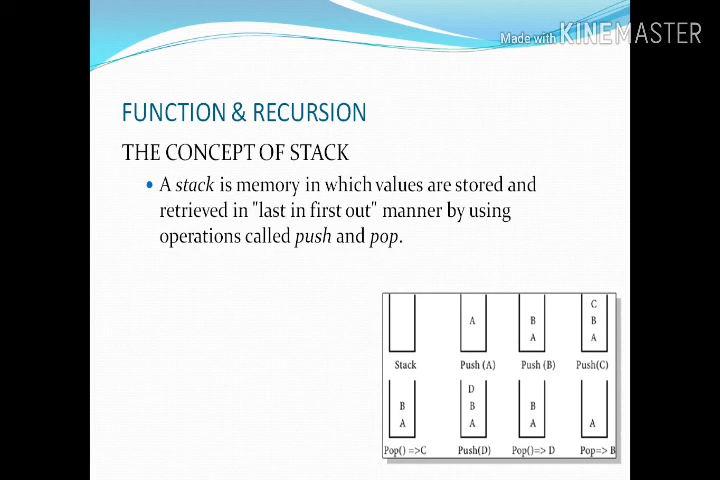 Made with KINEMASTER
FUNCTION & RECURSION
THE CONCEPT OF STACK
• A stack is memory in which values are stored and
retrieved in "last in first out" manner by using
operations called push and pop.
C
A B B
A A
Stack Push (A) Push (B) Push(C)
D
B B B
A A A A
Pop() =>C Push(D) Pop()=> D Pop=> B